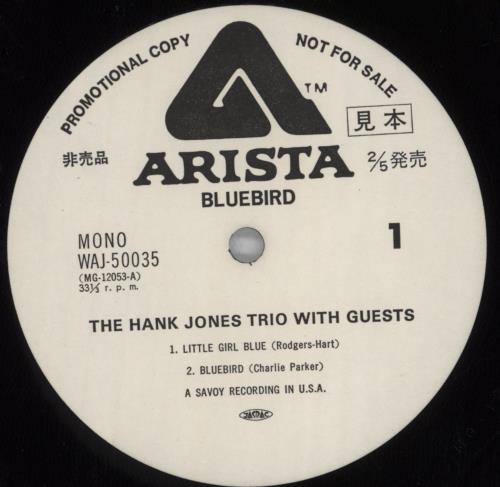 PROMOTIONAL COPY
NOT FOR SALE
TM
見本
非売品
ARISTA
2/5発売
BLUEBIRD
MONO
WAJ-50035
(MG-12053-A)
33⅓ r. p. m.
1
THE HANK JONES TRIO WITH GUESTS
1. LITTLE GIRL BLUE (Rodgers-Hart)
2. BLUEBIRD (Charlie Parker)
A SAVOY RECORDING IN U.S.A.
JASRAC